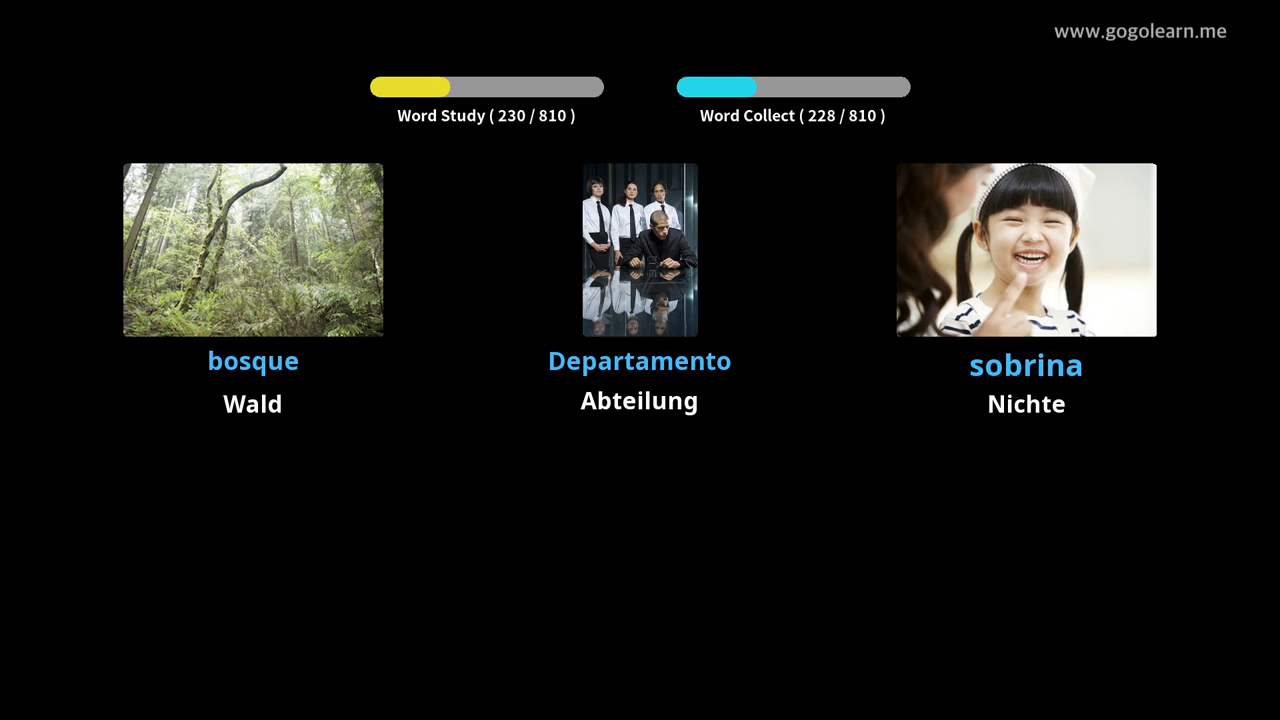 www.gogolearn.me
Word Study ( 230 / 810 )
Word Collect ( 228 / 810 )
bosque
Wald
Departamento
Abteilung
sobrina
Nichte